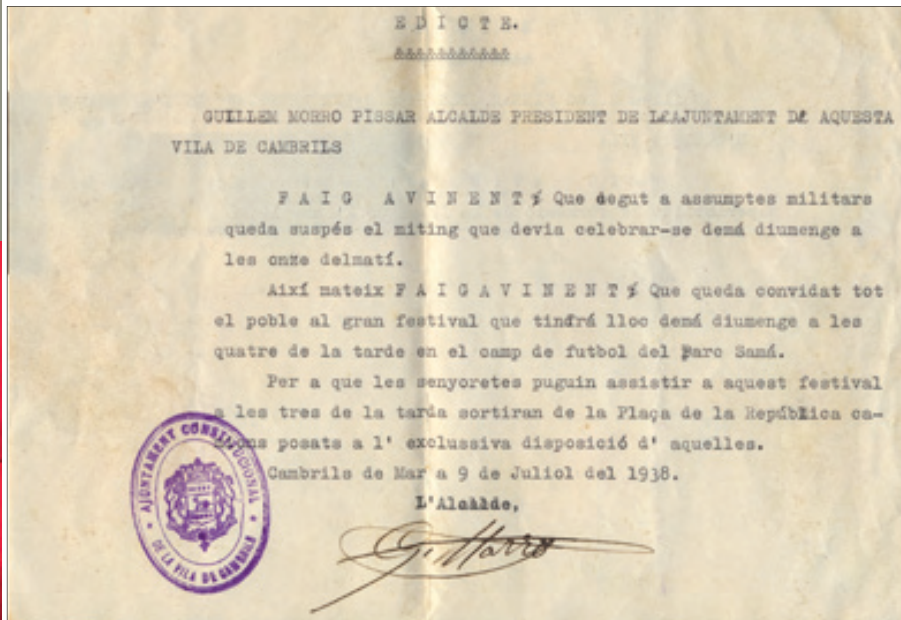 EDICTE.
&&&&&&&&&&&
GUILLEM MORRO PISSAR ALCALDE PRESIDENT DE L&AJUNTAMENT D& AQUESTA
VILA DE CAMBRILS
FAIG AVINENT: Que degut a assumptes militars
queda suspés el miting que devia celebrar-se demá diumenge a
les onze delmatí.
Així mateix FAIG AVINENT: Que queda convidat tot
el poble al gran festival que tindrá lloc demá diumenge a les
quatre de la tarde en el camp de futbol del Parc Samá.
Per a que les senyoretes puguin assistir a aquest festival
a les tres de la tarda sortiran de la Plaça de la República ca-
mions posats a l' exclussiva disposició d' aquelles.
Cambrils de Mar a 9 de Juliol del 1938.
L'Alcalde,
G. Morro
AJUNTAMENT CONSTITUCIONAL
DE LA VILA DE CAMBRILS